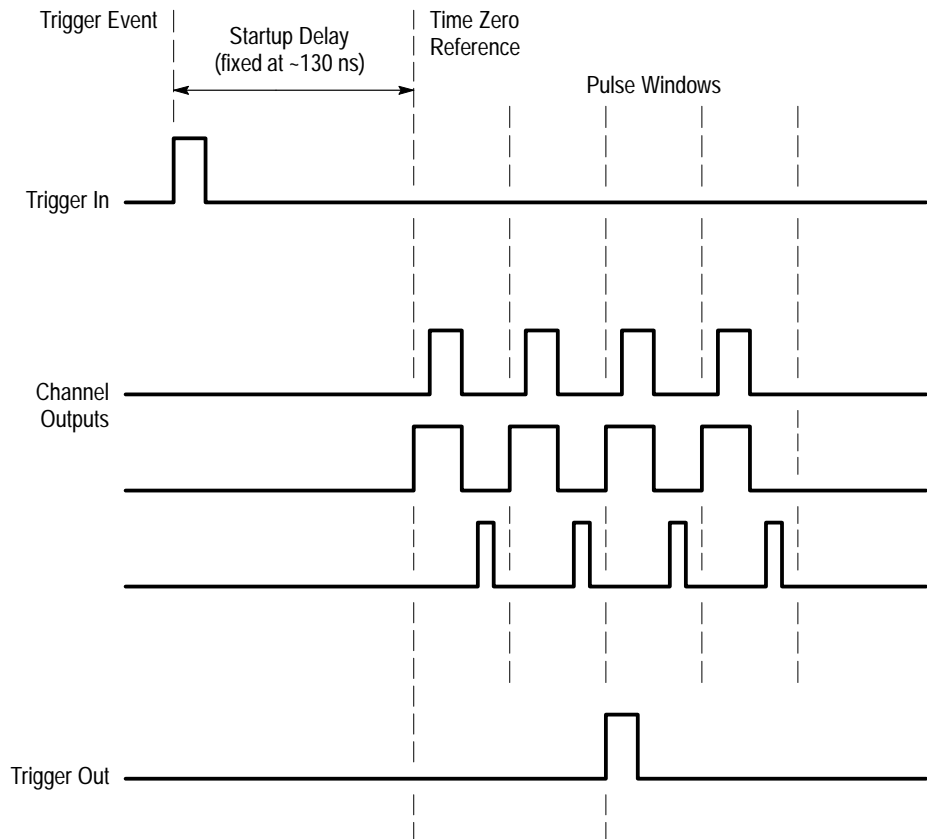 Trigger Event
Startup Delay
(fixed at ~130 ns)
Time Zero
Reference
Pulse Windows
Trigger In
Channel
Outputs
Trigger Out